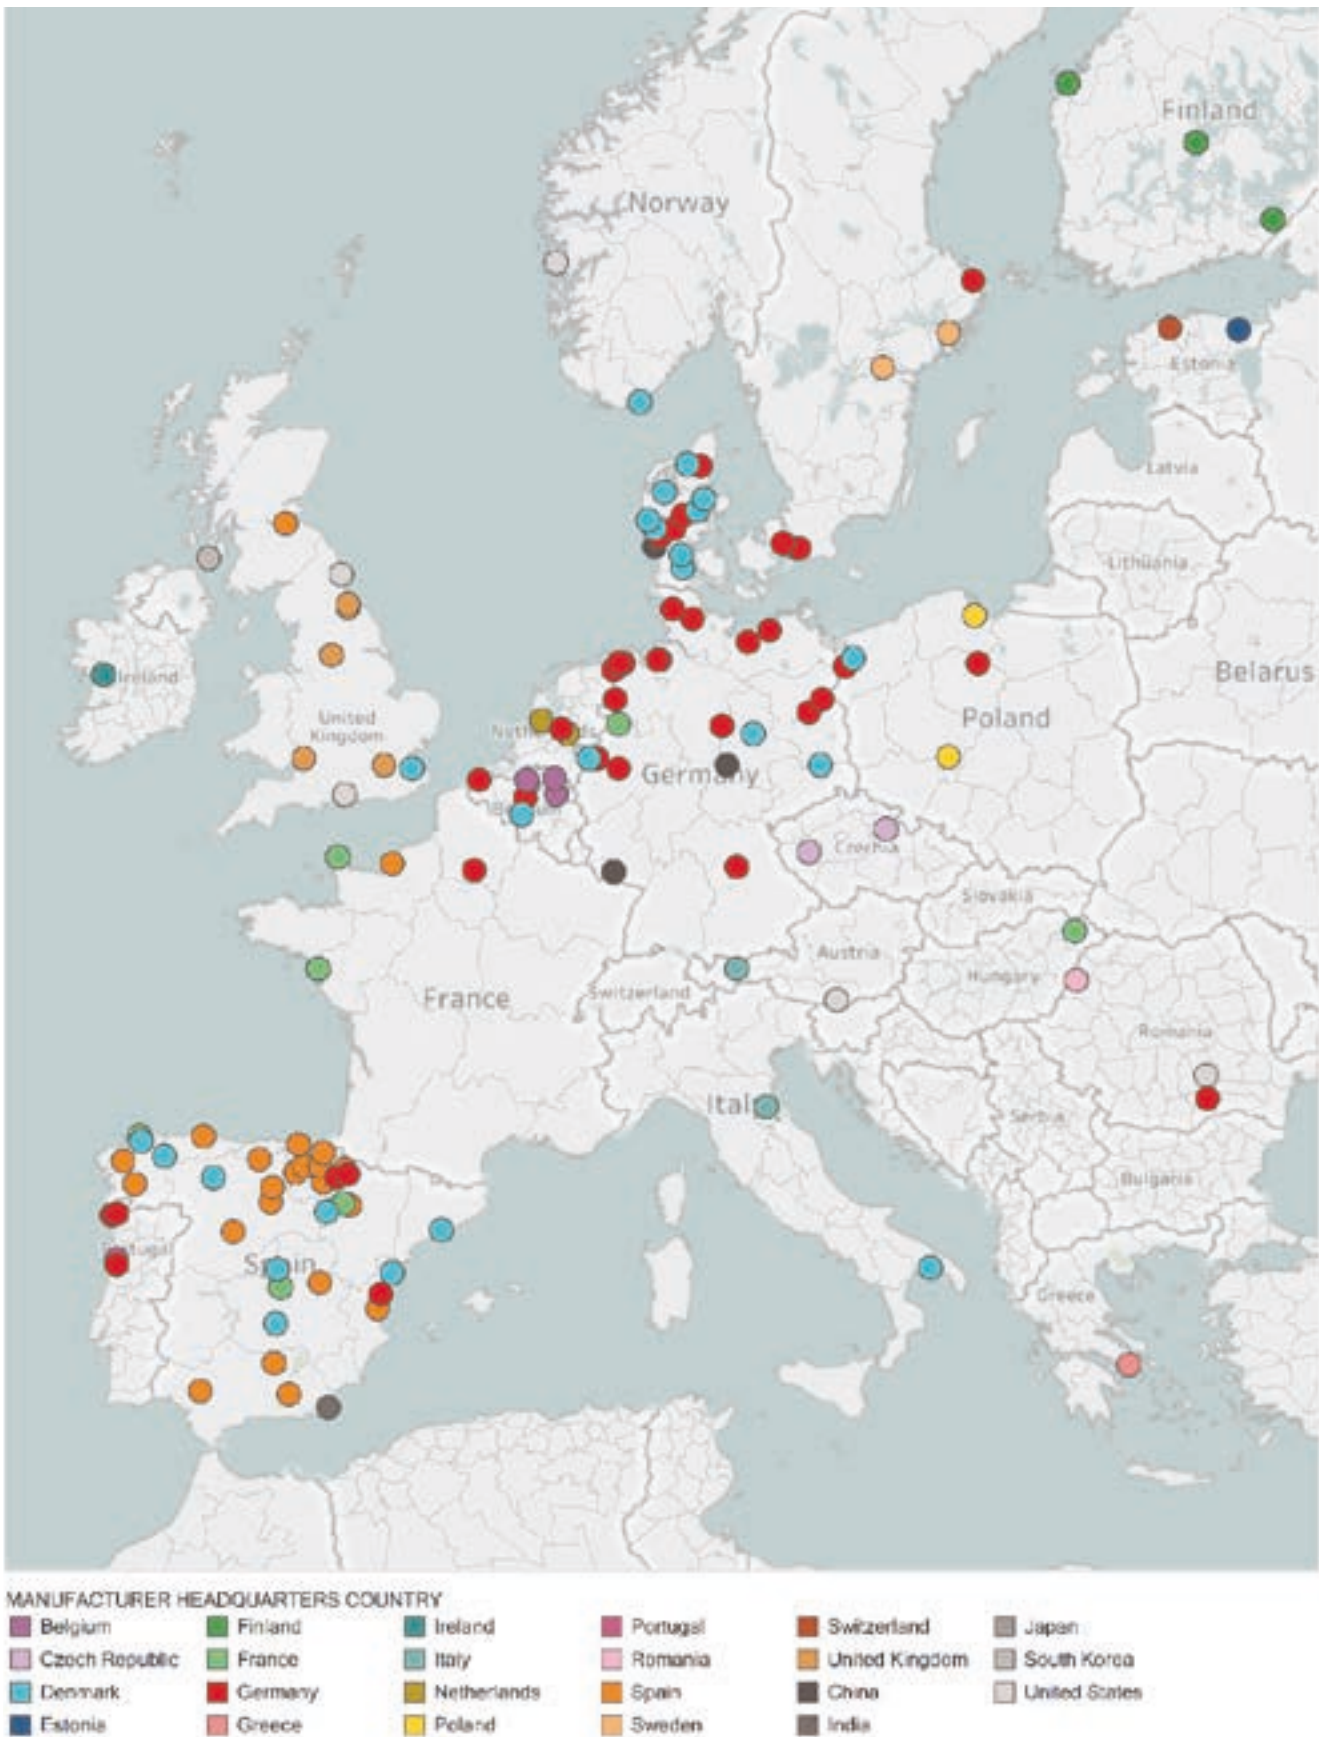 Finland
Norway
Estonia
Latvia
Lithuania
Belarus
Ireland
United
Kingdom
Poland
Germany
Czechia
Slovakia
Austria
Hungary
France
Switzerland
Romania
Serbia
Bulgaria
Portugal
Spain
Greece
MANUFACTURER HEADQUARTERS COUNTRY
Belgium Finland Ireland Portugal Switzerland Japan
Czech Republic France Italy Romania United Kingdom South Korea
Denmark Germany Netherlands Spain China United States
Estonia Greece Poland Sweden India